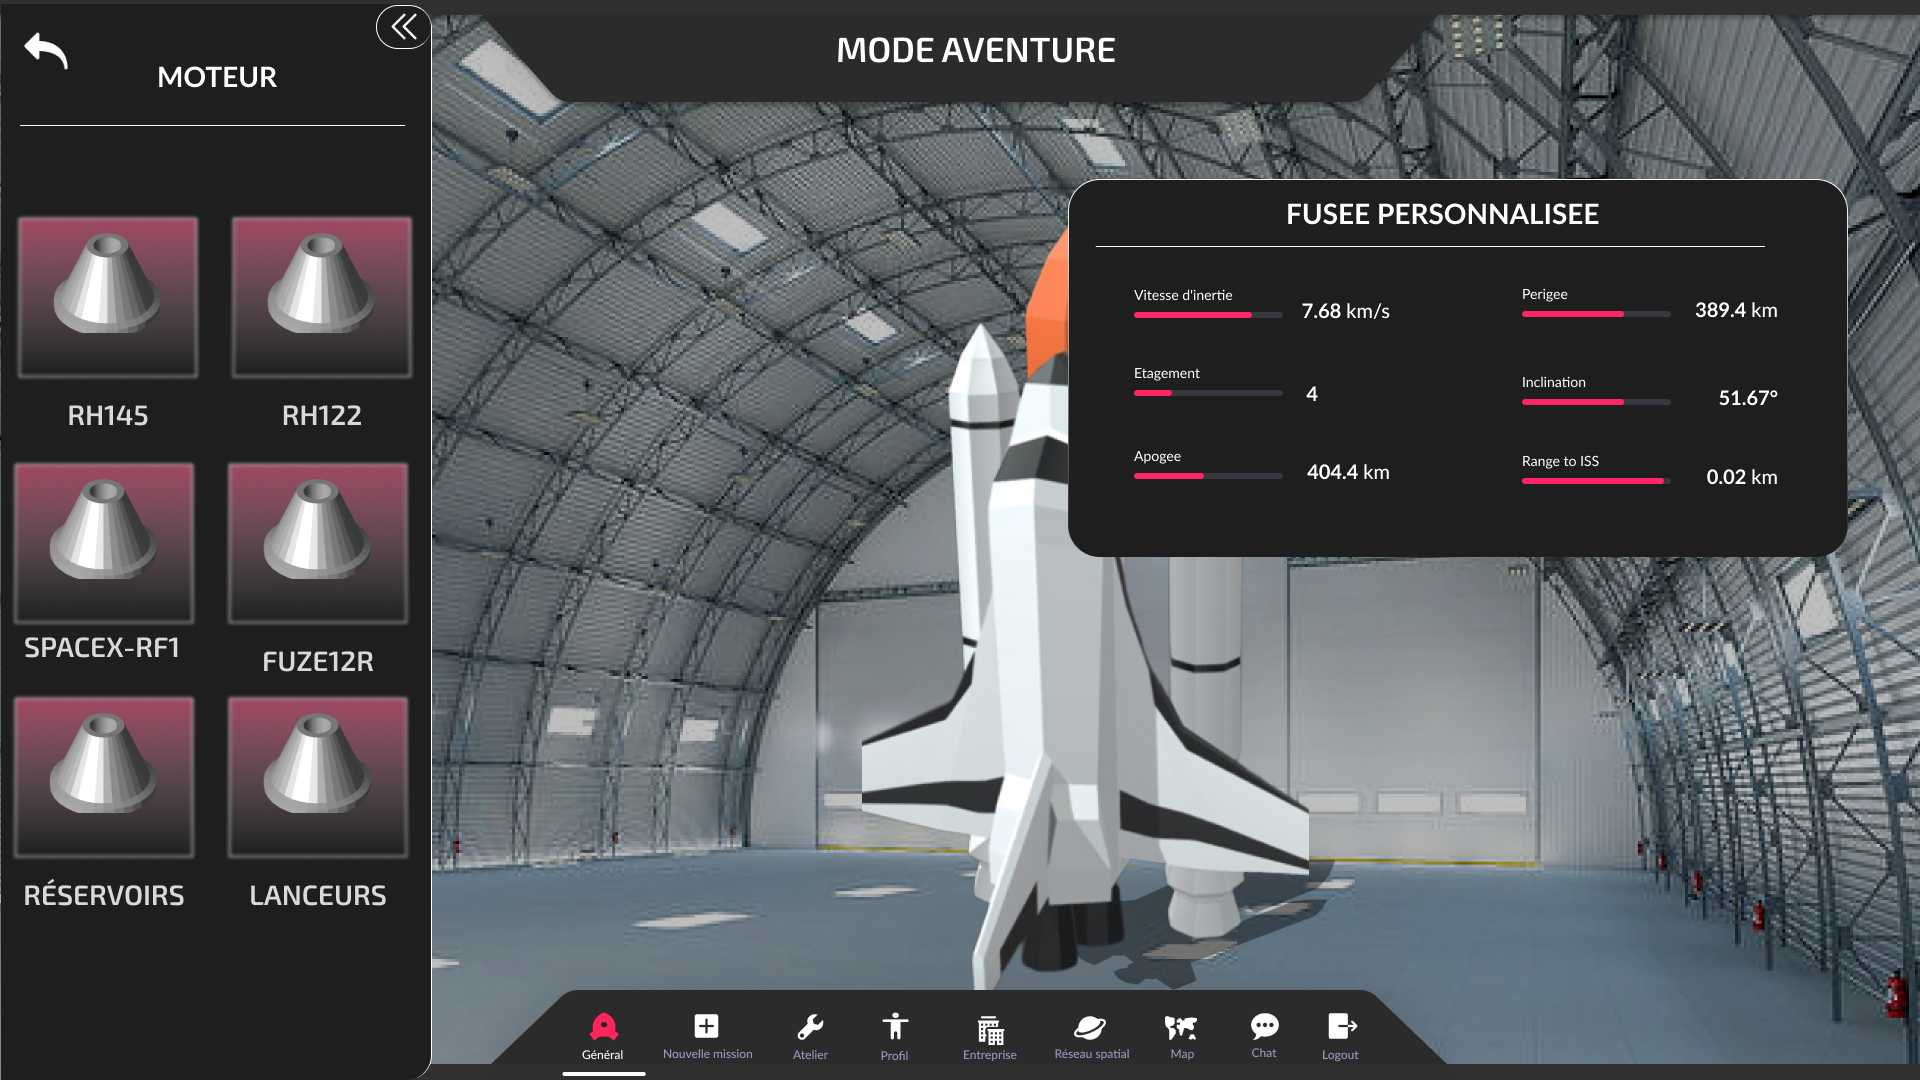 MOTEUR
RH145
RH122
SPACEX-RF1
FUZE12R
RÉSERVOIRS
LANCEURS
MODE AVENTURE
FUSEE PERSONNALISEE
Vitesse d'inertie
7.68 km/s
Etagement
4
Apogee
404.4 km
Perigee
389.4 km
Inclination
51.67°
Range to ISS
0.02 km
Général
Nouvelle mission
Atelier
Profil
Entreprise
Réseau spatial
Map
Chat
Logout